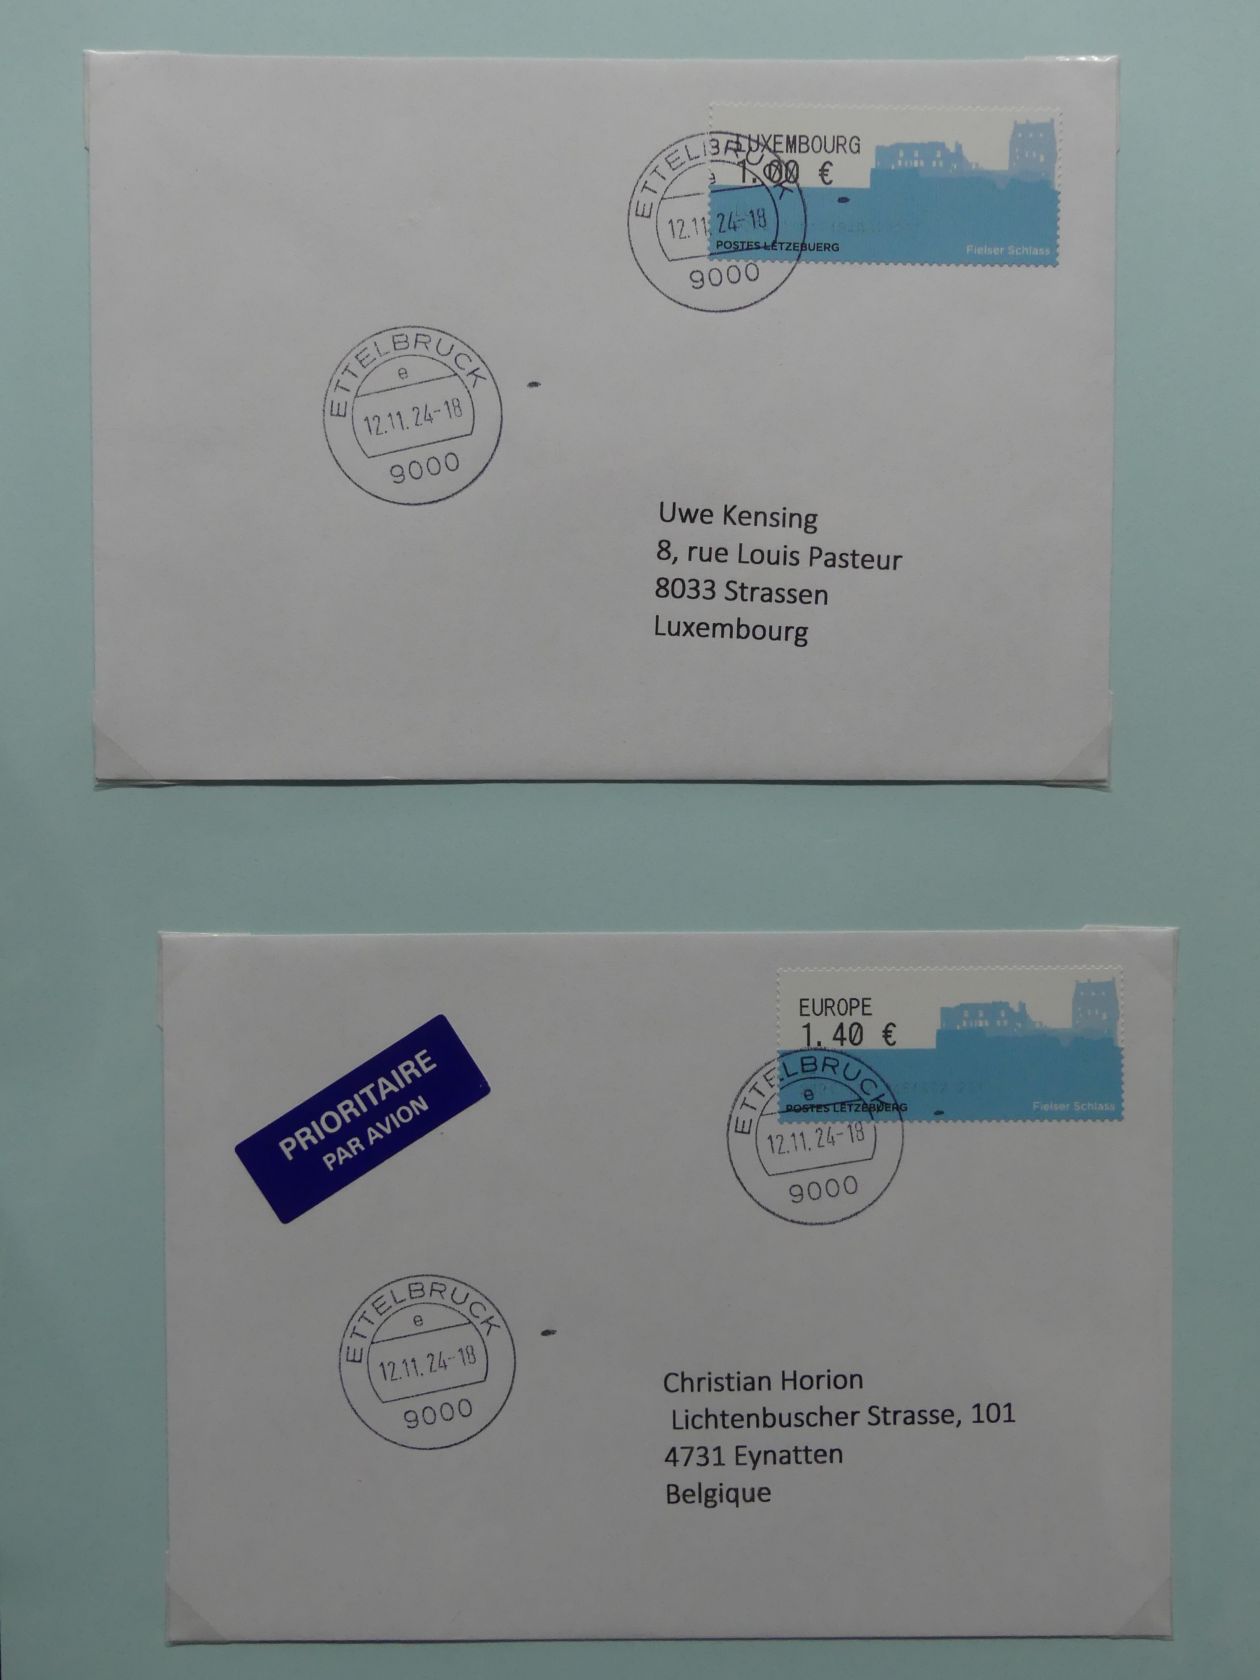 LUXEMBOURG
1.00 €
POSTES LËTZEBUERG
Fielser Schlass
ETTELBRUCK
e
12.11.24-18
9000
ETTELBRUCK
e
12.11.24-18
9000
Uwe Kensing
8, rue Louis Pasteur
8033 Strassen
Luxembourg
EUROPE
1.40 €
POSTES LËTZEBUERG
Fielser Schlass
ETTELBRUCK
e
12.11.24-18
9000
PRIORITAIRE
PAR AVION
ETTELBRUCK
e
12.11.24-18
9000
Christian Horion
Lichtenbuscher Strasse, 101
4731 Eynatten
Belgique